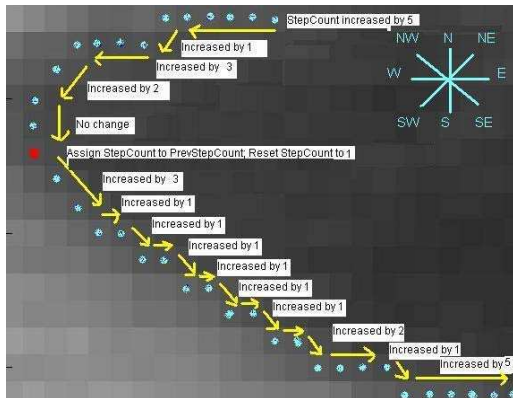 StepCount increased by 5
NW N NE
Increased by 1
Increased by 3
W E
Increased by 2
No change
SW S SE
Assign StepCount to PrevStepCount; Reset StepCount to 1
Increased by 3
Increased by 1
Increased by 1
Increased by 1
Increased by 1
Increased by 1
Increased by 1
Increased by 2
Increased by 1
Increased by 5